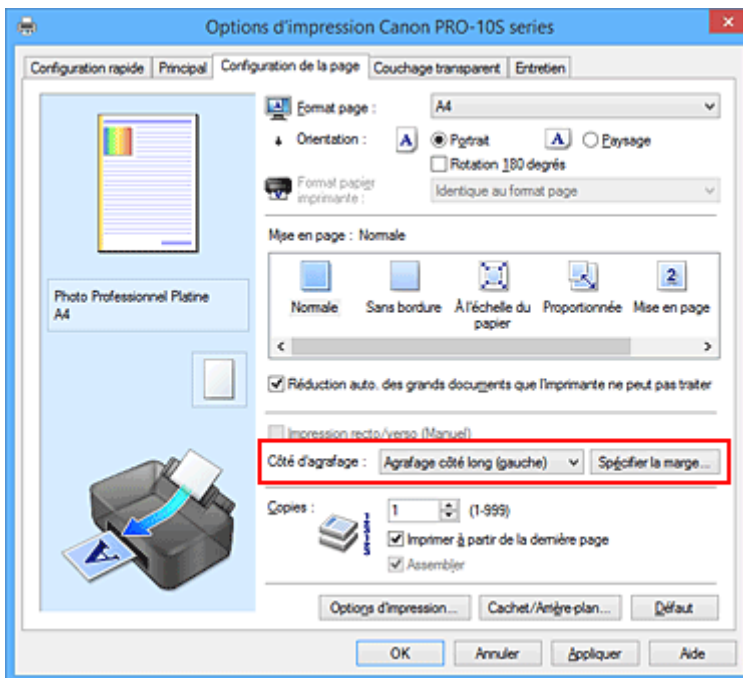 Options d'impression Canon PRO-10S series
Configuration rapide Principal Configuration de la page Couchage transparent Entretien
Format page : A4
Orientation : A Portrait A Paysage
Rotation 180 degrés
Format papier
imprimante : Identique au format page
Mise en page : Normale
Photo Professionnel Platine
A4
2
Normale Sans bordure À l'échelle du
papier Proportionnée Mise en page
Réduction auto. des grands documents que l'imprimante ne peut pas traiter
Impression recto/verso (Manuel)
Côté d'agrafage : Agrafage côté long (gauche) Spécifier la marge...
Copies : 1 (1-999)
Imprimer à partir de la dernière page
Assembler
A
Options d'impression... Cachet/Arrière-plan... Défaut
OK Annuler Appliquer Aide